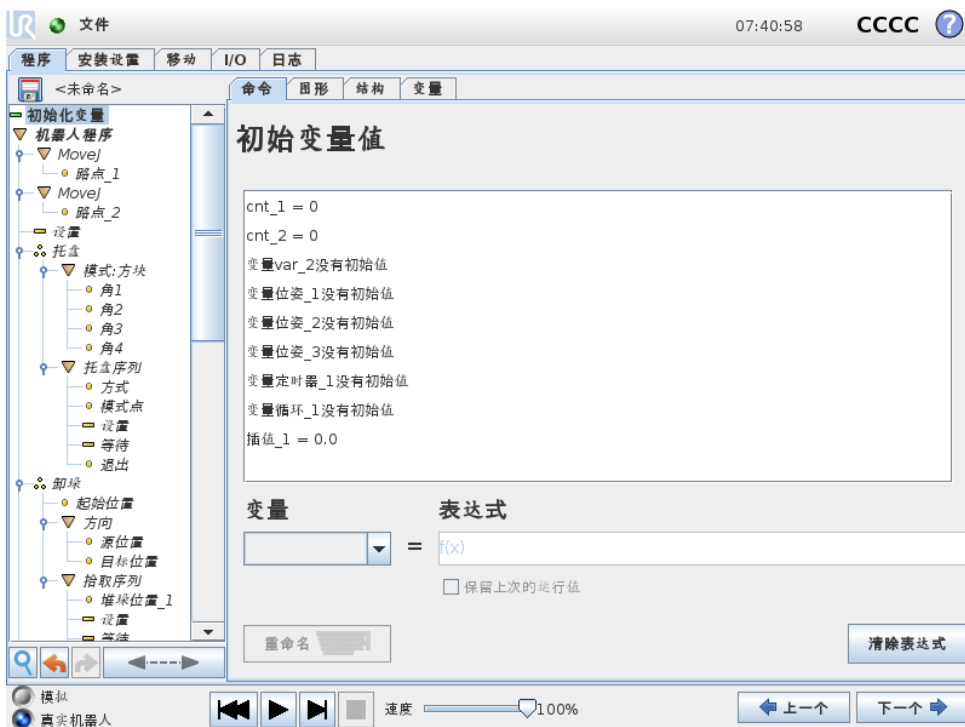 UR 文件 07:40:58 CCCC ?
程序 安装设置 移动 I/O 日志
<未命名> 命令 图形 结构 变量
初始化变量
机器人程序
MoveJ
路点_1
MoveJ
路点_2
设置
托盘
模式:方块
角1
角2
角3
角4
托盘序列
方式
模式点
设置
等待
退出
卸垛
起始位置
方向
源位置
目标位置
拾取序列
堆垛位置_1
设置
等待
初始变量值
cnt_1 = 0
cnt_2 = 0
变量var_2没有初始值
变量位姿_1没有初始值
变量位姿_2没有初始值
变量位姿_3没有初始值
变量定时器_1没有初始值
变量循环_1没有初始值
插值_1 = 0.0
变量 表达式
= f(x)
保留上次的运行值
重命名 清除表达式
模拟
真实机器人
速度 100% 上一个 下一个